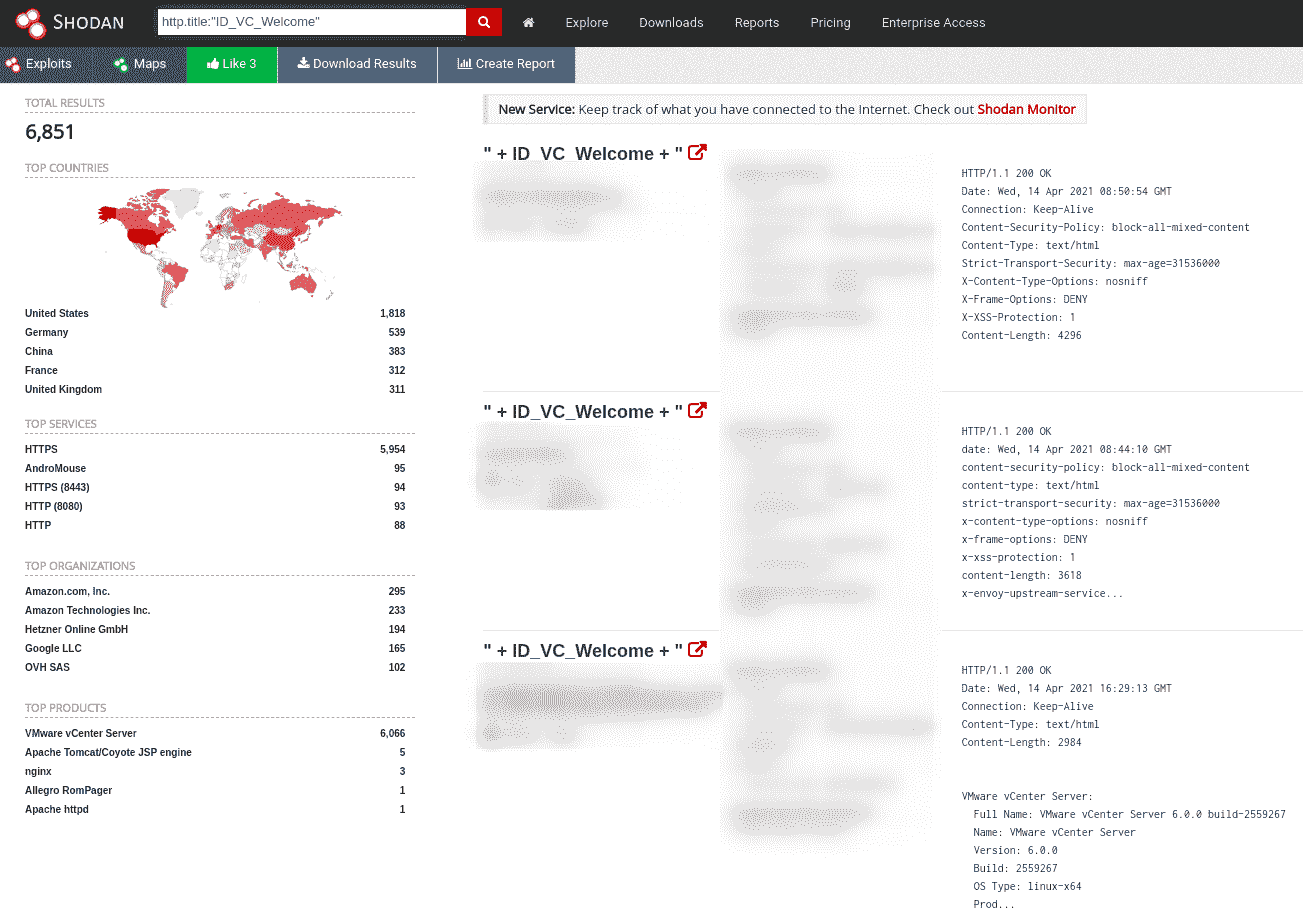 SHODAN
http.title:"ID_VC_Welcome"
Explore
Downloads
Reports
Pricing
Enterprise Access
Exploits
Maps
Like 3
Download Results
Create Report
TOTAL RESULTS
6,851
TOP COUNTRIES
United States 1,818
Germany 539
China 383
France 312
United Kingdom 311
TOP SERVICES
HTTPS 5,954
AndroMouse 95
HTTPS (8443) 94
HTTP (8080) 93
HTTP 88
TOP ORGANIZATIONS
Amazon.com, Inc. 295
Amazon Technologies Inc. 233
Hetzner Online GmbH 194
Google LLC 165
OVH SAS 102
TOP PRODUCTS
VMware vCenter Server 6,066
Apache Tomcat/Coyote JSP engine 5
nginx 3
Allegro RomPager 1
Apache httpd 1
New Service: Keep track of what you have connected to the Internet. Check out Shodan Monitor
" + ID_VC_Welcome + "
HTTP/1.1 200 OK
Date: Wed, 14 Apr 2021 08:50:54 GMT
Connection: Keep-Alive
Content-Security-Policy: block-all-mixed-content
Content-Type: text/html
Strict-Transport-Security: max-age=31536000
X-Content-Type-Options: nosniff
X-Frame-Options: DENY
X-XSS-Protection: 1
Content-Length: 4296
" + ID_VC_Welcome + "
HTTP/1.1 200 OK
date: Wed, 14 Apr 2021 08:44:10 GMT
content-security-policy: block-all-mixed-content
content-type: text/html
strict-transport-security: max-age=31536000
x-content-type-options: nosniff
x-frame-options: DENY
x-xss-protection: 1
content-length: 3618
x-envoy-upstream-service...
" + ID_VC_Welcome + "
HTTP/1.1 200 OK
Date: Wed, 14 Apr 2021 16:29:13 GMT
Connection: Keep-Alive
Content-Type: text/html
Content-Length: 2984
VMware vCenter Server:
Full Name: VMware vCenter Server 6.0.0 build-2559267
Name: VMware vCenter Server
Version: 6.0.0
Build: 2559267
OS Type: linux-x64
Prod...